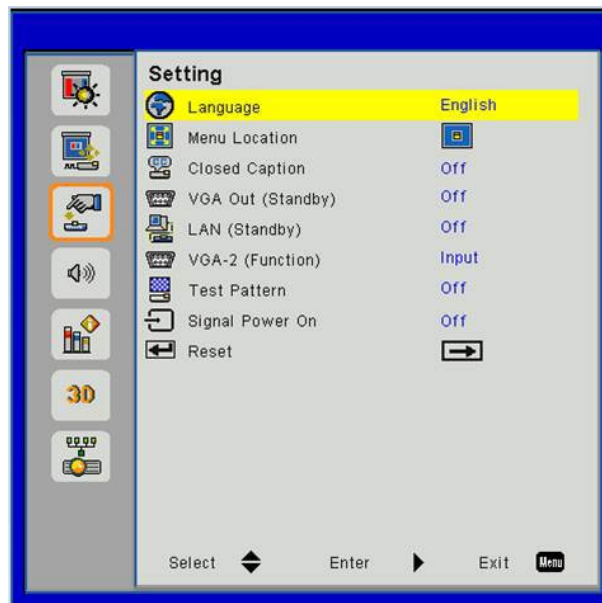 Setting
Language English
Menu Location
Closed Caption Off
VGA Out (Standby) Off
LAN (Standby) Off
VGA-2 (Function) Input
Test Pattern Off
Signal Power On Off
Reset
3D
Select Enter Exit Menu